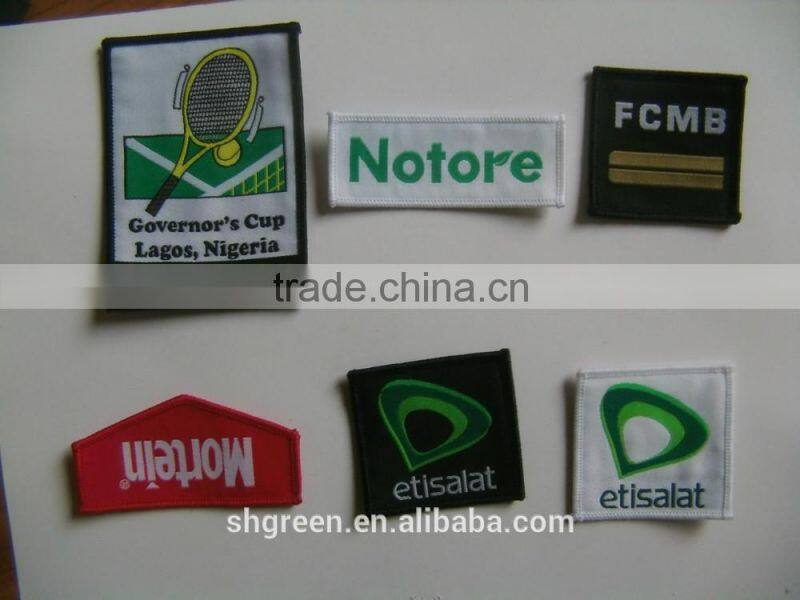 Governor's Cup
Lagos, Nigeria
Notore
FCMB
trade.china.cn
Mortein
®
etisalat
etisalat
shgreen.en.alibaba.com